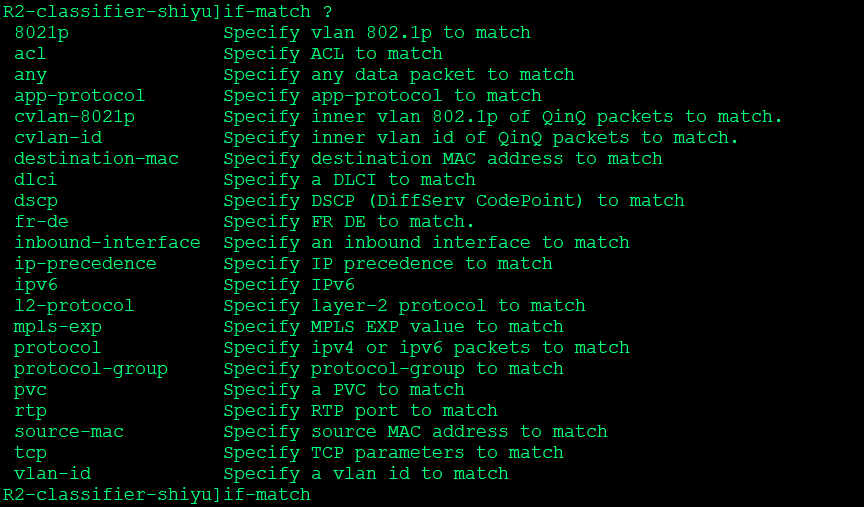 [R2-classifier-shiyu]if-match ?
8021p Specify vlan 802.1p to match
acl Specify ACL to match
any Specify any data packet to match
app-protocol Specify app-protocol to match
cvlan-8021p Specify inner vlan 802.1p of QinQ packets to match.
cvlan-id Specify inner vlan id of QinQ packets to match.
destination-mac Specify destination MAC address to match
dlci Specify a DLCI to match
dscp Specify DSCP (DiffServ CodePoint) to match
fr-de Specify FR DE to match.
inbound-interface Specify an inbound interface to match
ip-precedence Specify IP precedence to match
ipv6 Specify IPv6
l2-protocol Specify layer-2 protocol to match
mpls-exp Specify MPLS EXP value to match
protocol Specify ipv4 or ipv6 packets to match
protocol-group Specify protocol-group to match
pvc Specify a PVC to match
rtp Specify RTP port to match
source-mac Specify source MAC address to match
tcp Specify TCP parameters to match
vlan-id Specify a vlan id to match
[R2-classifier-shiyu]if-match